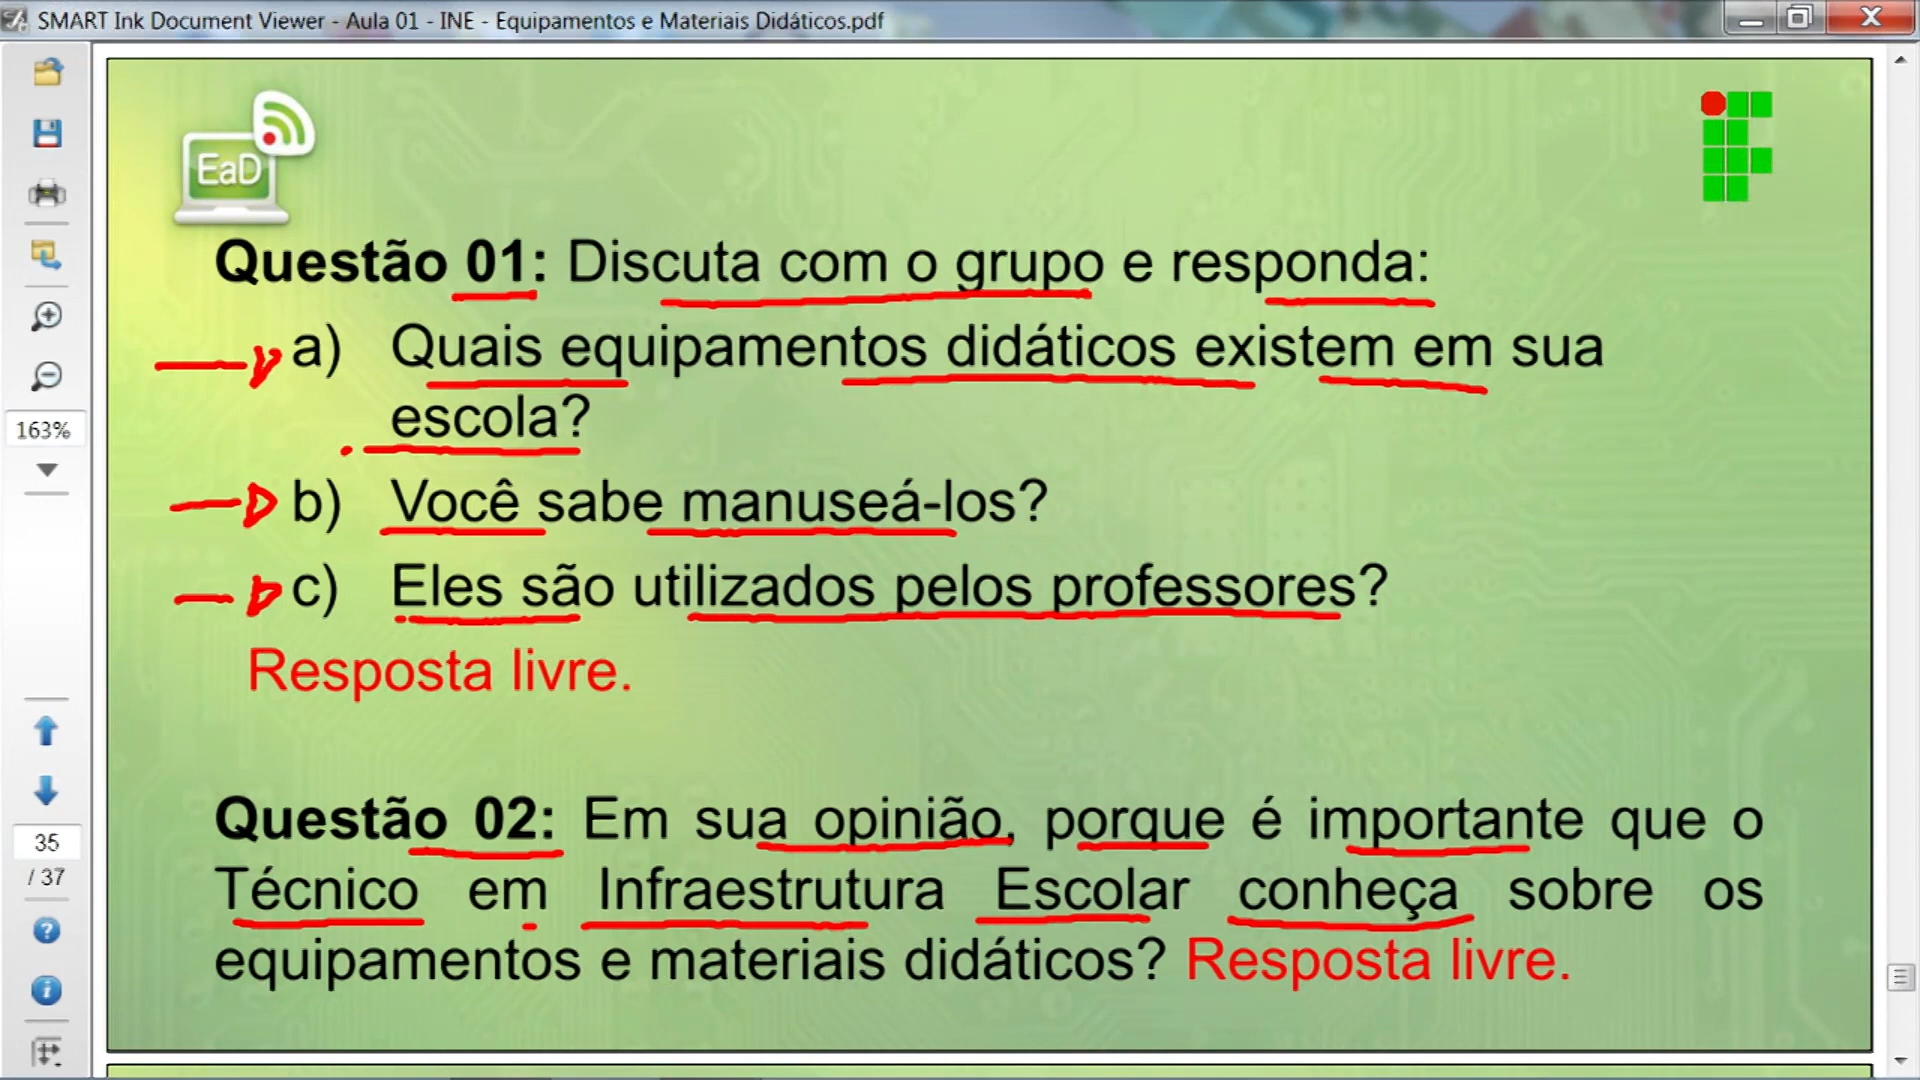 SMART Ink Document Viewer - Aula 01 - INE - Equipamentos e Materiais Didáticos.pdf
EaD
Questão 01: Discuta com o grupo e responda:
a) Quais equipamentos didáticos existem em sua
escola?
163%
b) Você sabe manuseá-los?
c) Eles são utilizados pelos professores?
Resposta livre.
Questão 02: Em sua opinião, porque é importante que o
35
/ 37
Técnico em Infraestrutura Escolar conheça sobre os
equipamentos e materiais didáticos? Resposta livre.